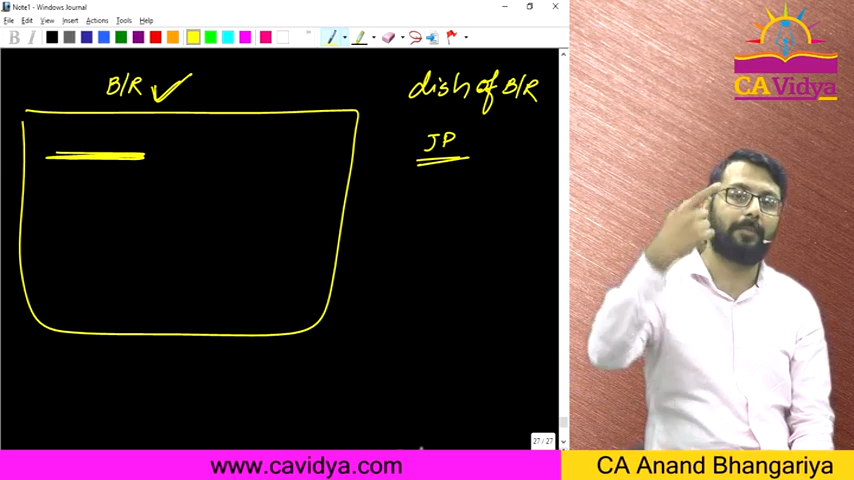 Note1 - Windows Journal
File Edit View Insert Actions Tools Help
B I
CA Vidya
B/R
dish of B/R
JP
27 / 27
www.cavidya.com
CA Anand Bhangariya